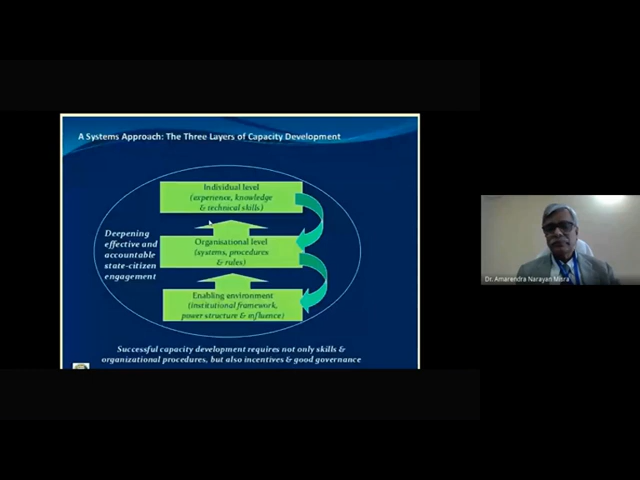 A Systems Approach: The Three Layers of Capacity Development
Individual level
(experience, knowledge
& technical skills)
Deepening
effective and
accountable
state-citizen
engagement
Organisational level
(systems, procedures
& rules)
Enabling environment
(institutional framework,
power structure & influence)
Successful capacity development requires not only skills &
organizational procedures, but also incentives & good governance
Dr. Amarendra Narayan Misra